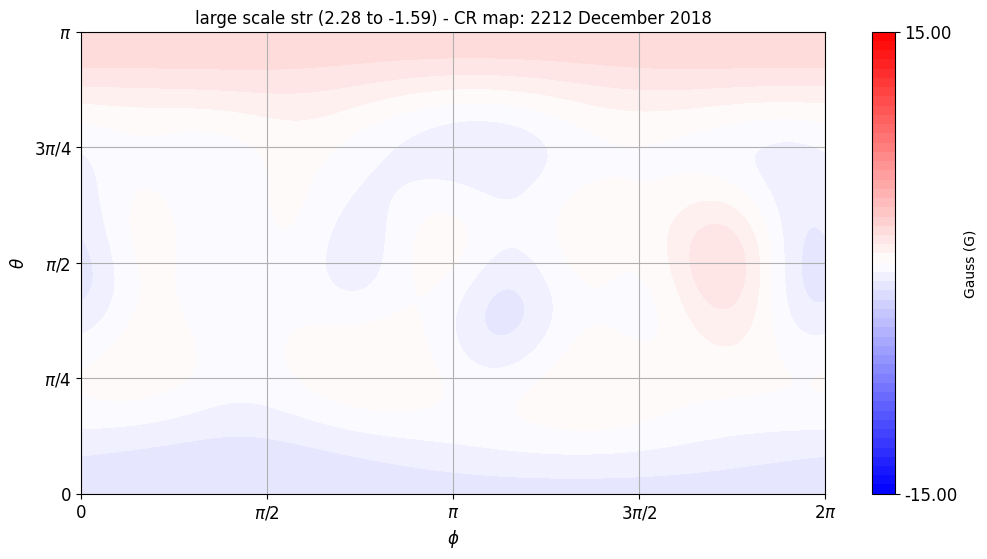 large scale str (2.28 to -1.59) - CR map: 2212 December 2018
π
3π/4
π/2
π/4
0
θ
0
π/2
π
3π/2
2π
ϕ
15.00
-15.00
Gauss (G)